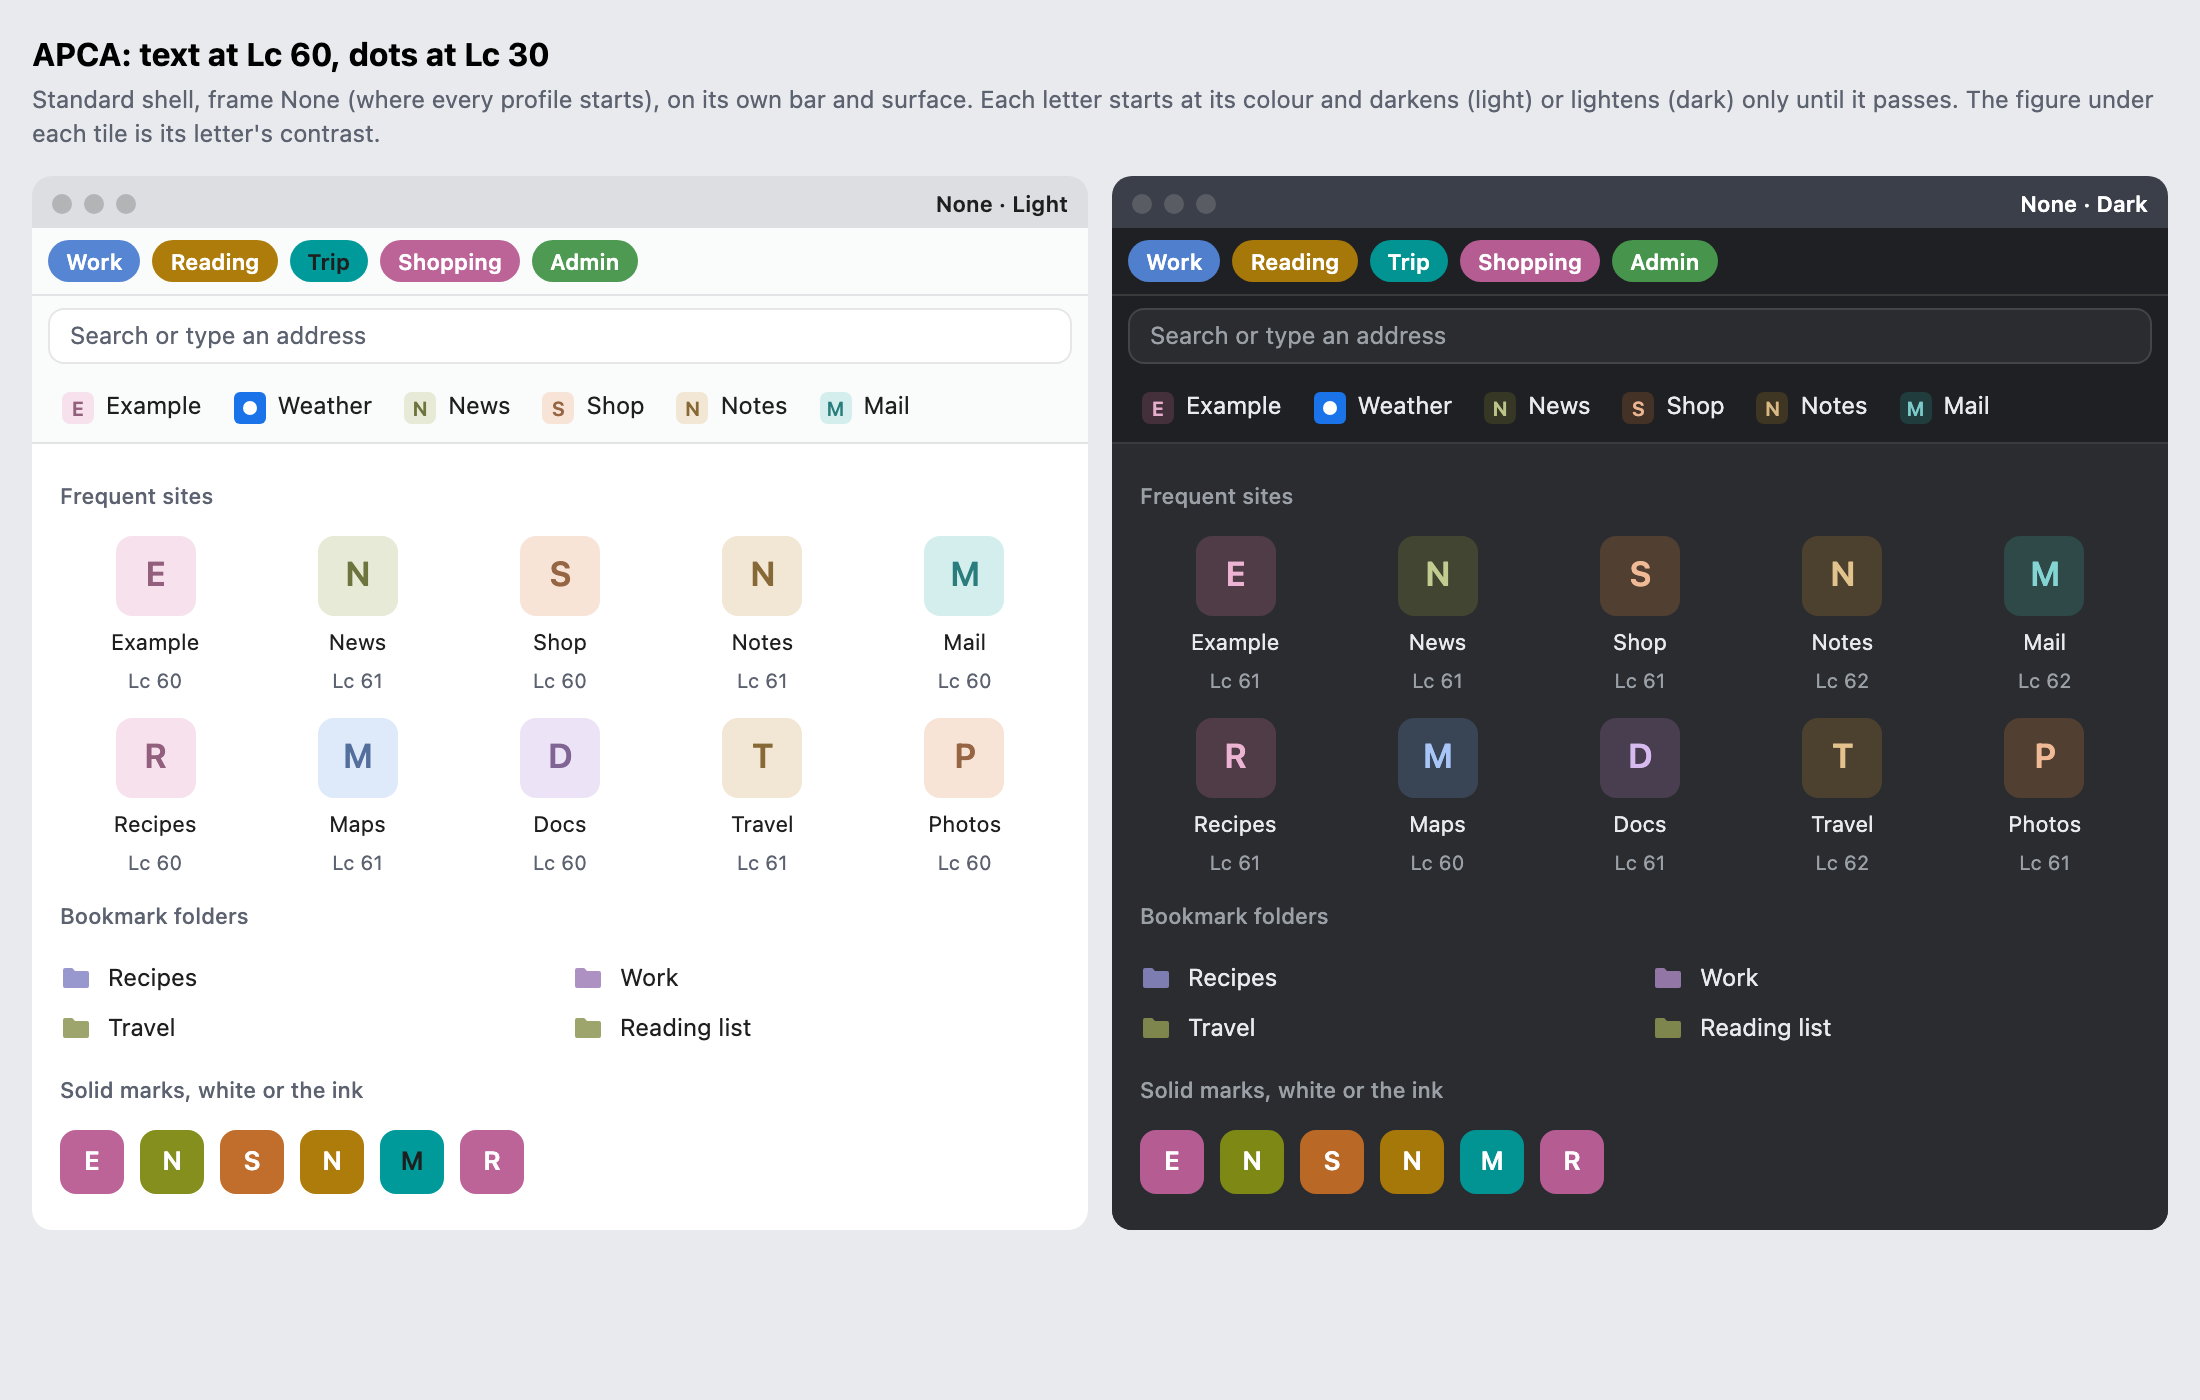 APCA: text at Lc 60, dots at Lc 30
Standard shell, frame None (where every profile starts), on its own bar and surface. Each letter starts at its colour and darkens (light) or lightens (dark) only until it passes. The figure under
each tile is its letter's contrast.
None · Light
Work Reading Trip Shopping Admin
Search or type an address
E Example Weather N News S Shop N Notes M Mail
Frequent sites
E N S N M
Example News Shop Notes Mail
Lc 60 Lc 61 Lc 60 Lc 61 Lc 60
R M D T P
Recipes Maps Docs Travel Photos
Lc 60 Lc 61 Lc 60 Lc 61 Lc 60
Bookmark folders
Recipes Work
Travel Reading list
Solid marks, white or the ink
E N S N M R
None · Dark
Work Reading Trip Shopping Admin
Search or type an address
E Example Weather N News S Shop N Notes M Mail
Frequent sites
E N S N M
Example News Shop Notes Mail
Lc 61 Lc 61 Lc 61 Lc 62 Lc 62
R M D T P
Recipes Maps Docs Travel Photos
Lc 61 Lc 60 Lc 61 Lc 62 Lc 61
Bookmark folders
Recipes Work
Travel Reading list
Solid marks, white or the ink
E N S N M R